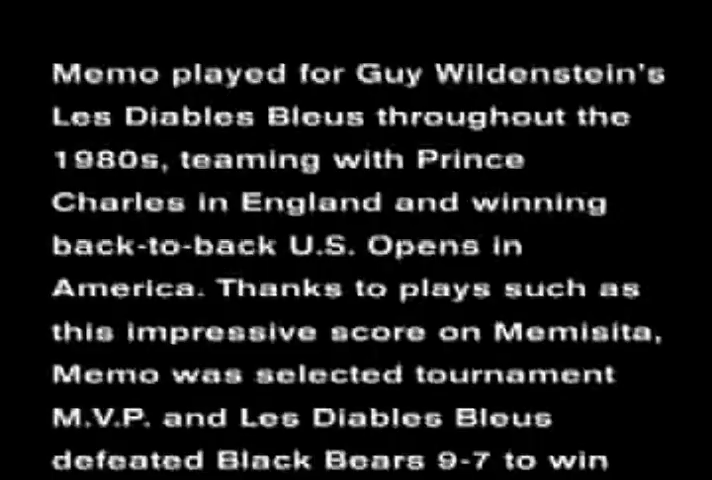 Memo played for Guy Wildenstein's
Les Diables Bleus throughout the
1980s, teaming with Prince
Charles in England and winning
back-to-back U.S. Opens in
America. Thanks to plays such as
this impressive score on Memisita,
Memo was selected tournament
M.V.P. and Les Diables Bleus
defeated Black Bears 9-7 to win